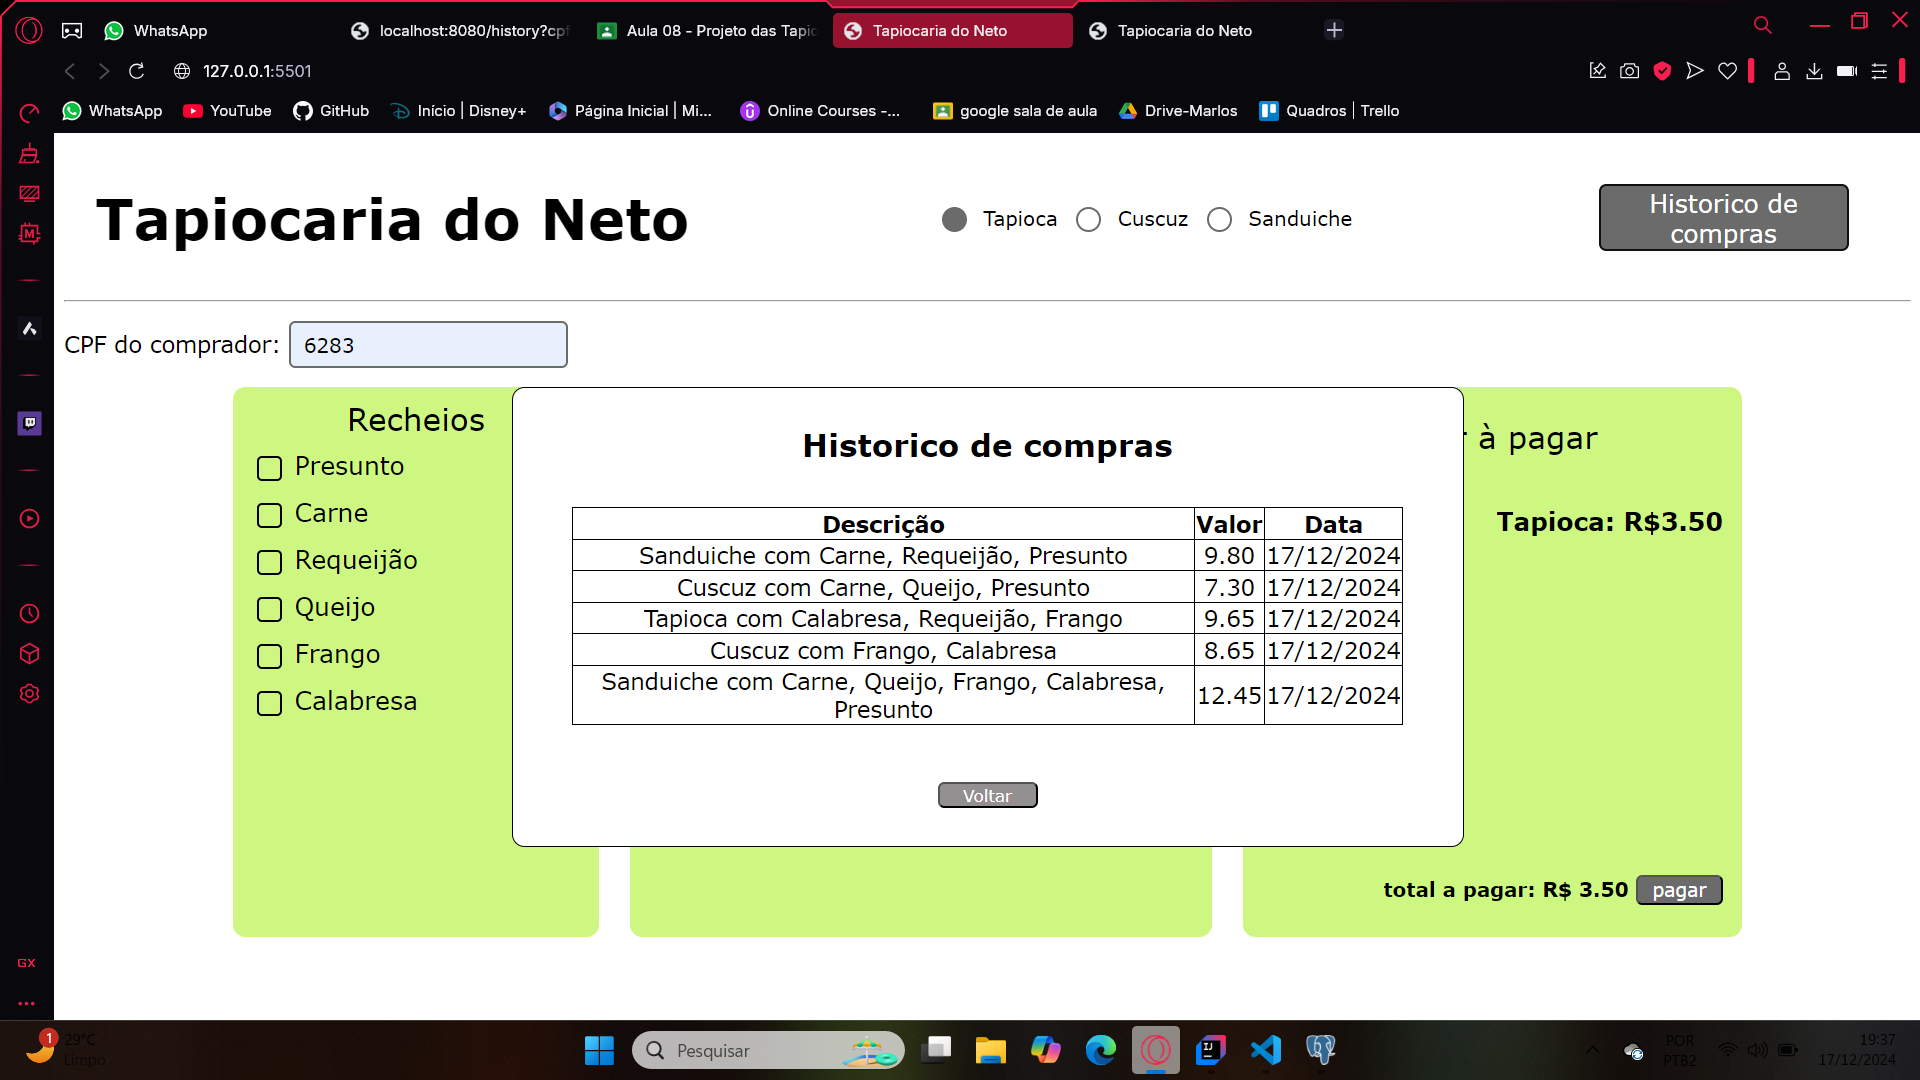 WhatsApp
localhost:8080/history?cpf
Aula 08 - Projeto das Tapio
Tapiocaria do Neto
Tapiocaria do Neto
127.0.0.1:5501
WhatsApp
YouTube
GitHub
Início | Disney+
Página Inicial | Mi...
Online Courses -...
google sala de aula
Drive-Marlos
Quadros | Trello
Tapiocaria do Neto
Tapioca
Cuscuz
Sanduiche
Historico de
compras
CPF do comprador:
6283
Recheios
Presunto
Carne
Requeijão
Queijo
Frango
Calabresa
Historico de compras
Descrição Valor Data
Sanduiche com Carne, Requeijão, Presunto 9.80 17/12/2024
Cuscuz com Carne, Queijo, Presunto 7.30 17/12/2024
Tapioca com Calabresa, Requeijão, Frango 9.65 17/12/2024
Cuscuz com Frango, Calabresa 8.65 17/12/2024
Sanduiche com Carne, Queijo, Frango, Calabresa,
Presunto 12.45 17/12/2024
Voltar
à pagar
Tapioca: R$3.50
total a pagar: R$ 3.50
pagar
GX
1
29°C
Limpo
Pesquisar
POR
PTB2
19:37
17/12/2024